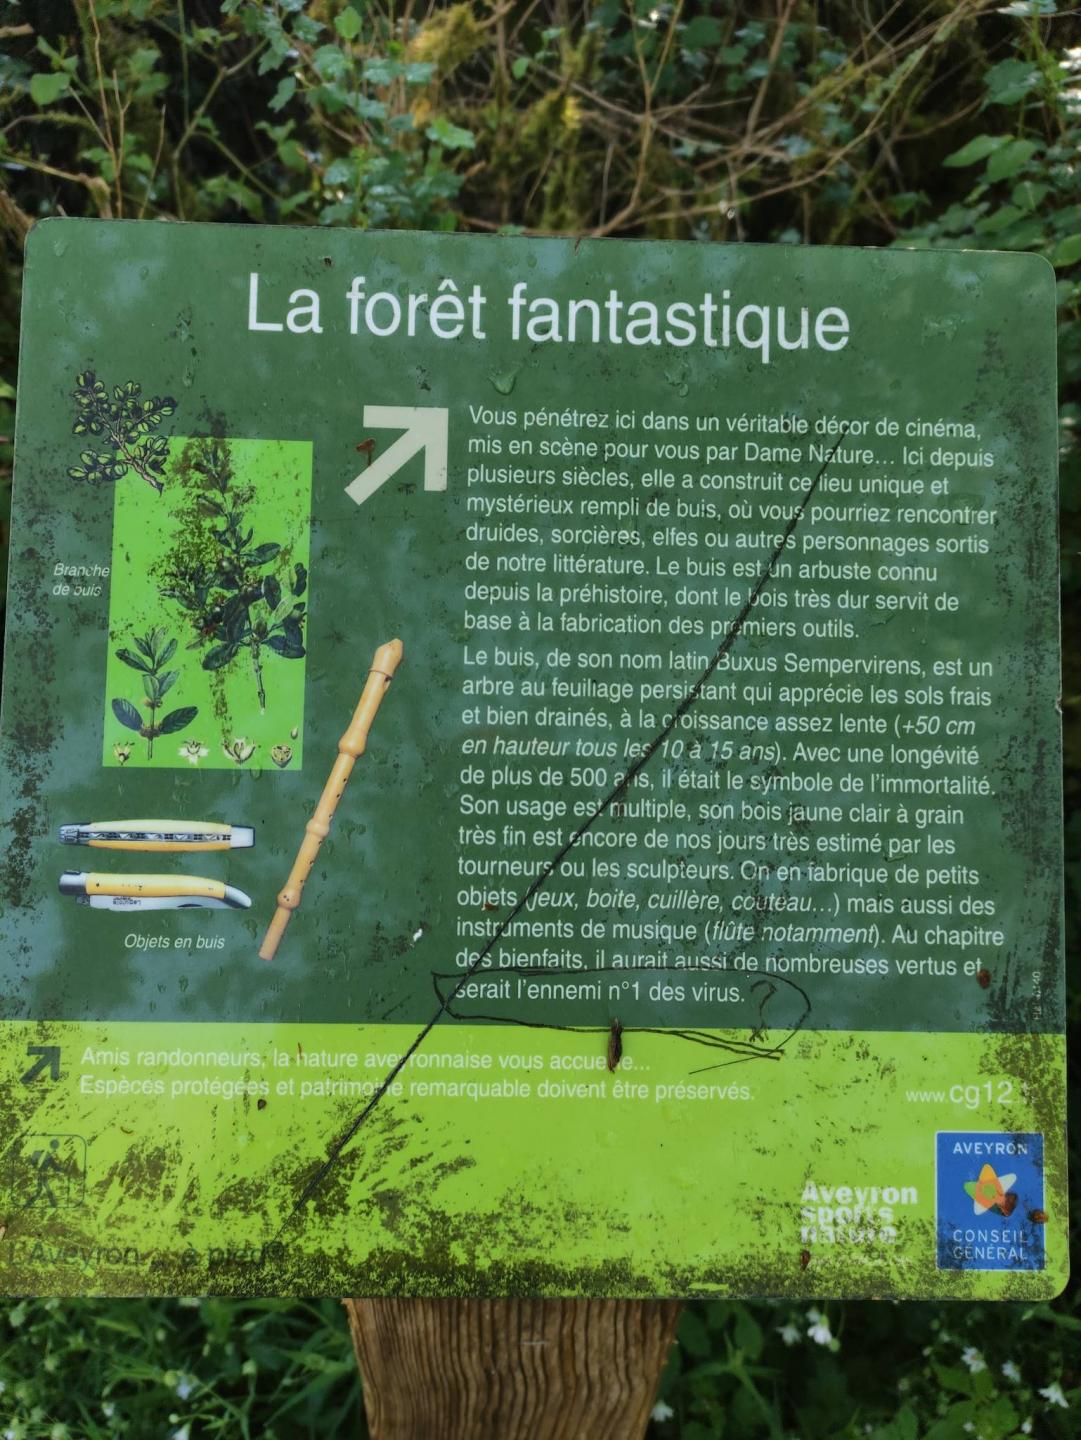 La forêt fantastique
Vous pénétrez ici dans un véritable décor de cinéma,
mis en scène pour vous par Dame Nature... Ici depuis
plusieurs siècles, elle a construit ce lieu unique et
mystérieux rempli de buis, où vous pourriez rencontrer
druides, sorcières, elfes ou autres personnages sortis
de notre littérature. Le buis est un arbuste connu
depuis la préhistoire, dont le bois très dur servit de
base à la fabrication des premiers outils.
Le buis, de son nom latin Buxus Sempervirens, est un
arbre au feuillage persistant qui apprécie les sols frais
et bien drainés, à la croissance assez lente (+50 cm
en hauteur tous les 10 à 15 ans). Avec une longévité
de plus de 500 ans, il était le symbole de l'immortalité.
Son usage est multiple, son bois jaune clair à grain
très fin est encore de nos jours très estimé par les
tourneurs ou les sculpteurs. On en fabrique de petits
objets (jeux, boite, cuillère, couteau...) mais aussi des
instruments de musique (flûte notamment). Au chapitre
des bienfaits, il aurait aussi de nombreuses vertus et
serait l'ennemi n°1 des virus.
Branche
de buis
Objets en buis
Amis randonneurs, la nature aveyronnaise vous accueille...
Espèces protégées et patrimoine remarquable doivent être préservés.
www.cg12
Aveyron
sports
nature
AVEYRON
CONSEIL
GÉNÉRAL
l'Aveyron... à pied®